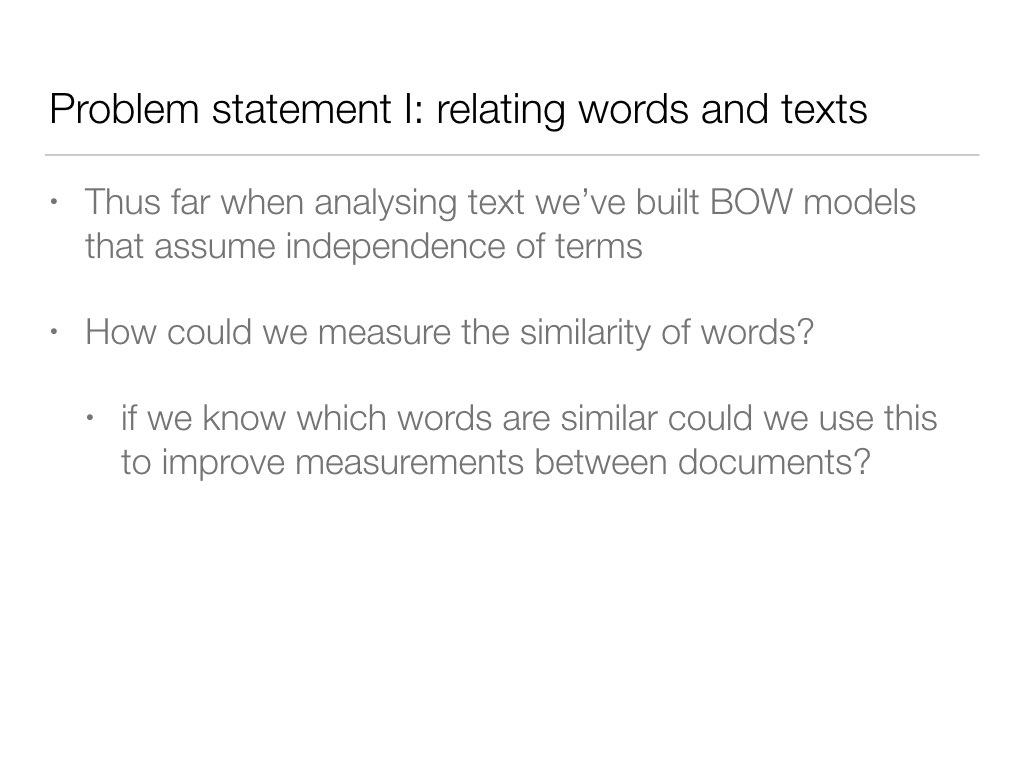 Problem statement I: relating words and texts
• Thus far when analysing text we’ve built BOW models
that assume independence of terms
• How could we measure the similarity of words?
• if we know which words are similar could we use this
to improve measurements between documents?